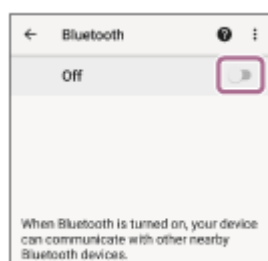 Bluetooth
Off
When Bluetooth is turned on, your device
can communicate with other nearby
Bluetooth devices.